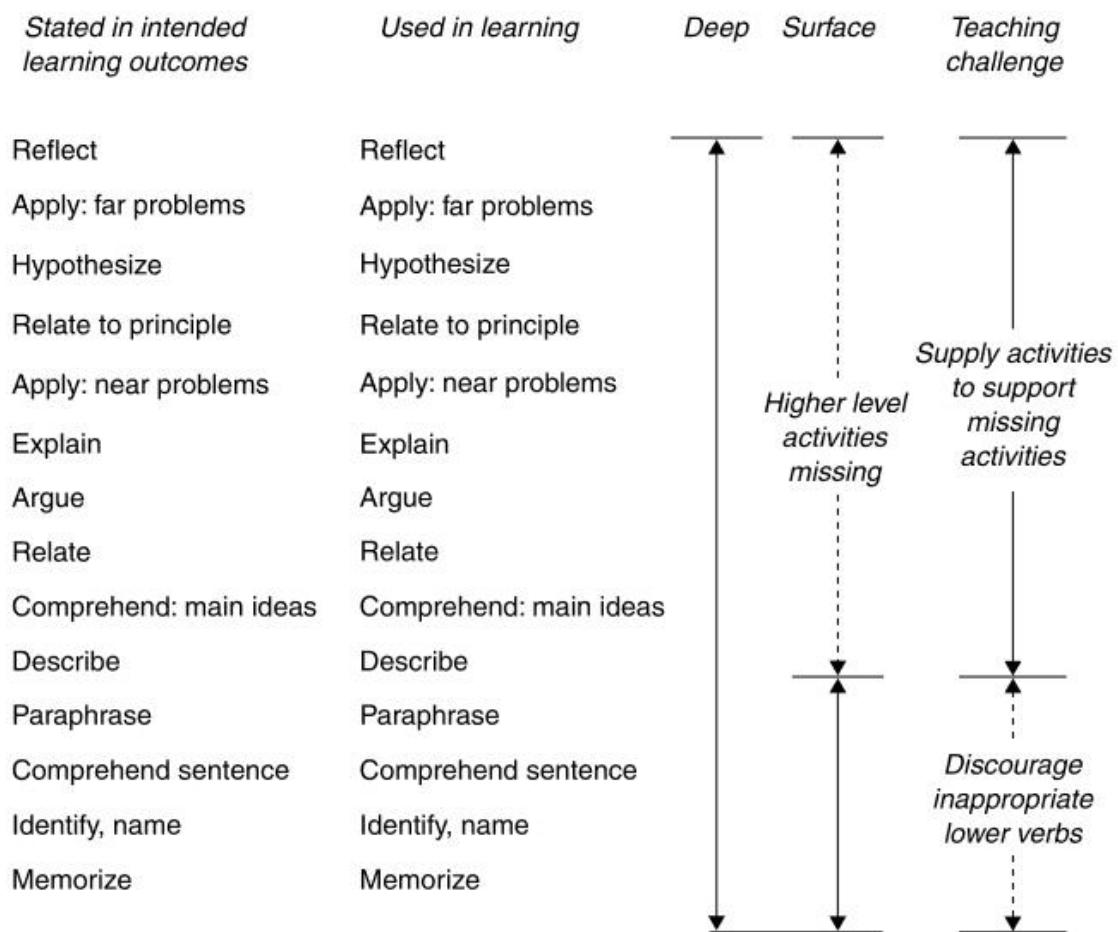 Stated in intended
learning outcomes
Used in learning
Deep
Surface
Teaching
challenge
Reflect
Reflect
Apply: far problems
Apply: far problems
Hypothesize
Hypothesize
Relate to principle
Relate to principle
Apply: near problems
Apply: near problems
Explain
Explain
Argue
Argue
Relate
Relate
Comprehend: main ideas
Comprehend: main ideas
Describe
Describe
Paraphrase
Paraphrase
Comprehend sentence
Comprehend sentence
Identify, name
Identify, name
Memorize
Memorize
Higher level
activities
missing
Supply activities
to support
missing
activities
Discourage
inappropriate
lower verbs